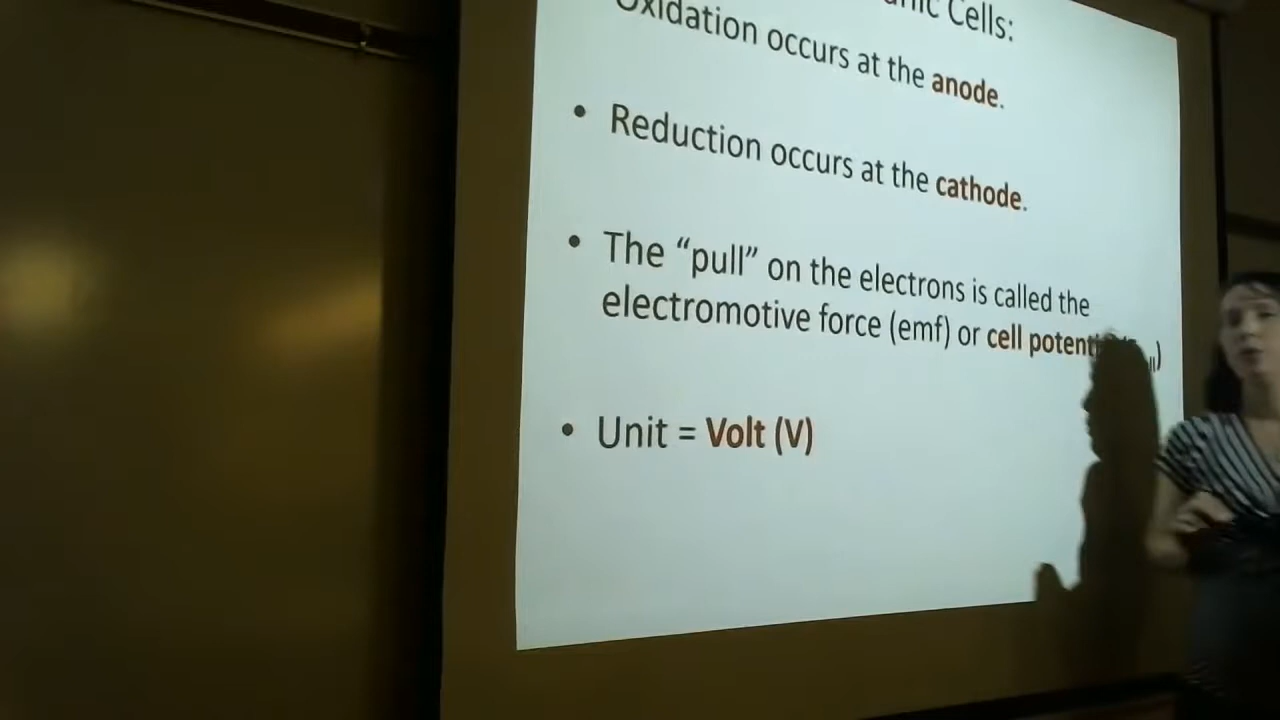 Cells:
Oxidation occurs at the anode.
• Reduction occurs at the cathode.
• The “pull” on the electrons is called the
electromotive force (emf) or cell
• Unit = Volt (V)